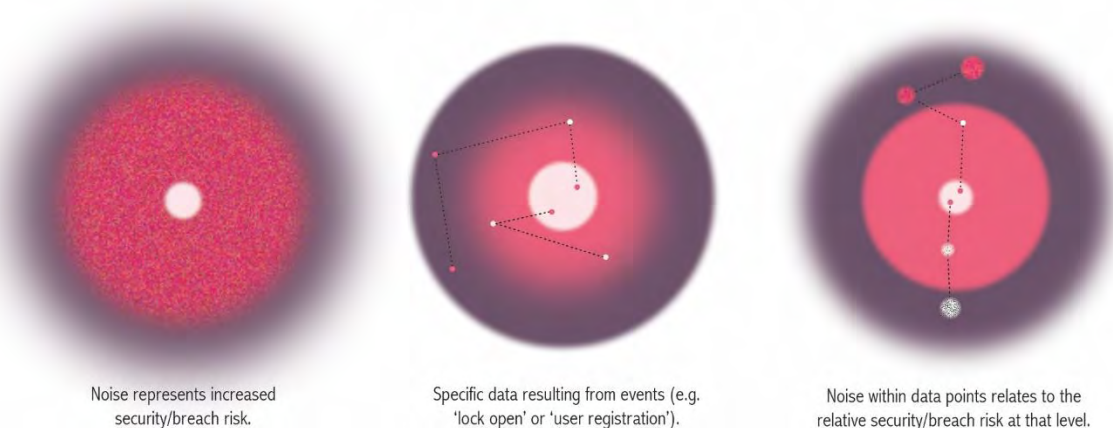 Noise represents increased
security/breach risk.
Specific data resulting from events (e.g.
‘lock open’ or ‘user registration’).
Noise within data points relates to the
relative security/breach risk at that level.